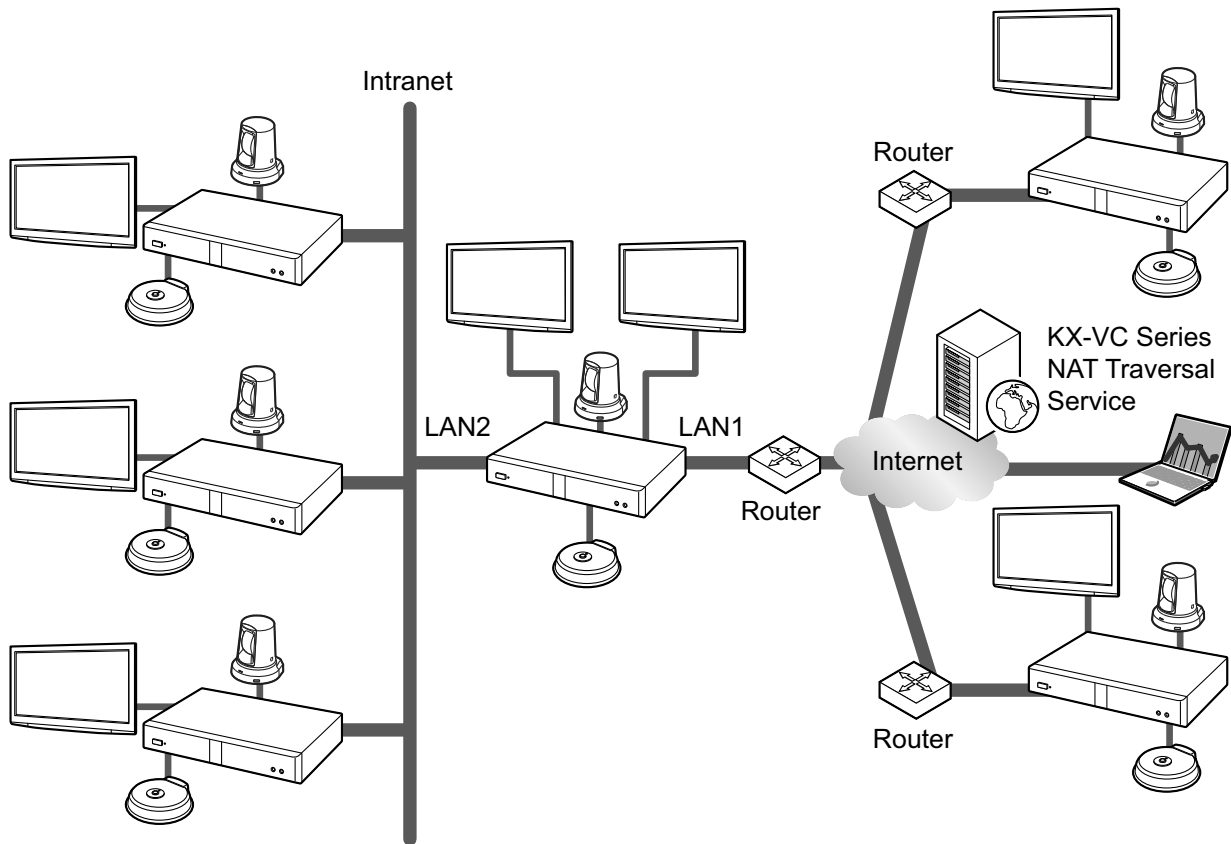 Intranet
Router
KX-VC Series
NAT Traversal
Service
LAN2
LAN1
Internet
Router
Router